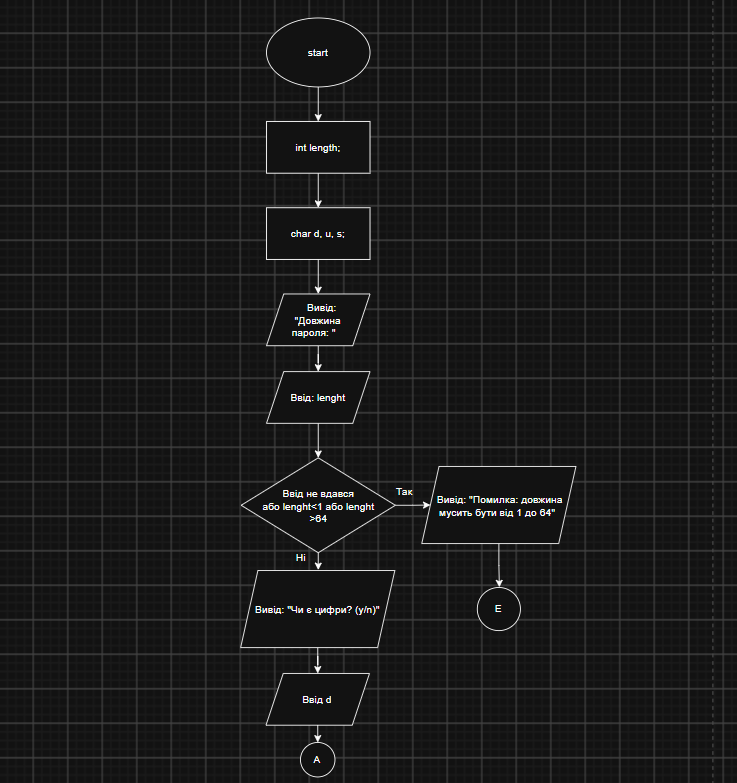 start
int length;
char d, u, s;
Вивід:
"Довжина
пароля: "
Ввід: lenght
Ввід не вдався
або lenght<1 або lenght
>64
Так
Вивід: "Помилка: довжина
мусить бути від 1 до 64"
Ні
E
Вивід: "Чи є цифри? (y/n)"
Ввід d
A